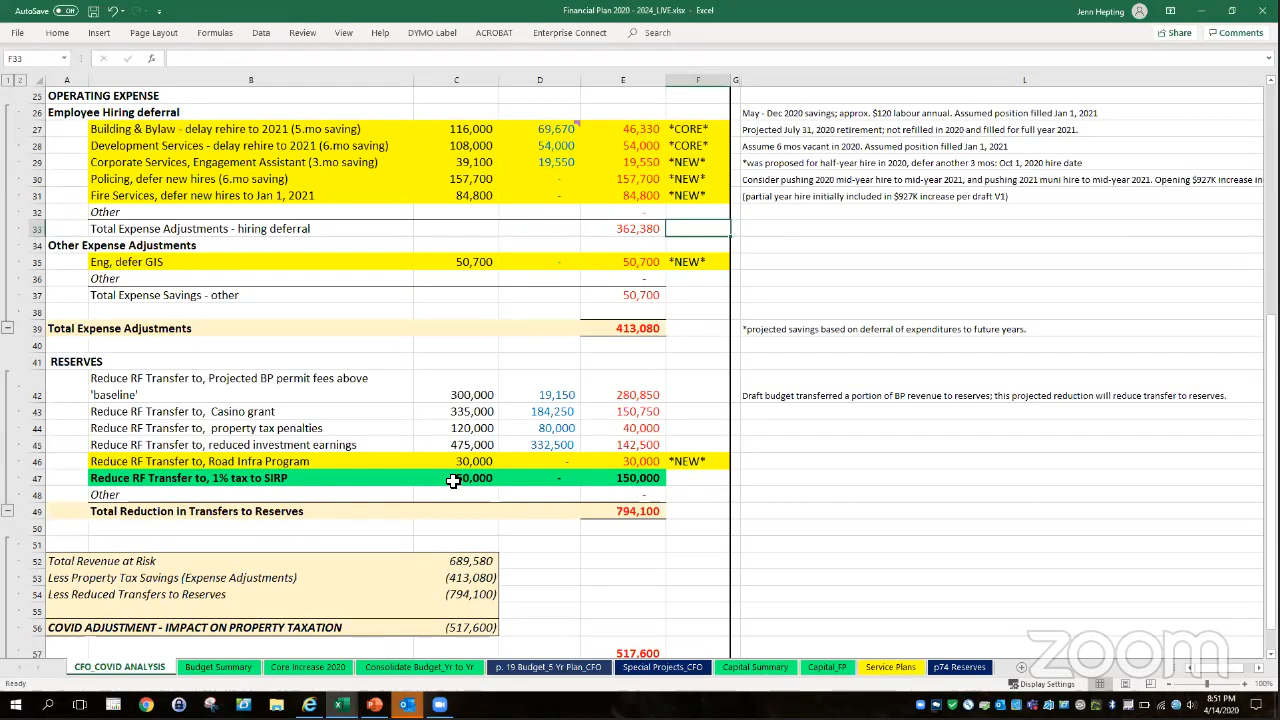 AutoSave Off Financial Plan 2020 - 2024_LIVE.xlsx - Excel Jenn Hepting
File Home Insert Page Layout Formulas Data Review View Help DYMO Label ACROBAT Enterprise Connect Search Share Comments
F33 fx
1 2 A B C D E F G L
25 OPERATING EXPENSE
26 Employee Hiring deferral May - Dec 2020 savings; approx. $120 labour annual. Assumed position filled Jan 1, 2021
27 Building & Bylaw - delay rehire to 2021 (5.mo saving) 116,000 69,670 46,330 *CORE* Projected July 31, 2020 retirement; not refilled in 2020 and filled for full year 2021.
28 Development Services - delay rehire to 2021 (6.mo saving) 108,000 54,000 54,000 *CORE* Assume 6 mos vacant in 2020. Assumed position filled Jan 1, 2021
29 Corporate Services, Engagement Assistant (3.mo saving) 39,100 19,550 19,550 *NEW* *was proposed for half-year hire in 2020, defer another 3 mos: Oct 1, 2020 hire date
30 Policing, defer new hires (6.mo saving) 157,700 - 157,700 *NEW* Consider pushing 2020 mid-year hire to mid-year 2021, and pushing 2021 muni hire to mid-year 2021. Opening $927K increase in
31 Fire Services, defer new hires to Jan 1, 2021 84,800 - 84,800 *NEW* (partial year hire initially included in $927K increase per draft V1)
32 Other -
33 Total Expense Adjustments - hiring deferral 362,380
34 Other Expense Adjustments
35 Eng, defer GIS 50,700 - 50,700 *NEW*
36 Other -
37 Total Expense Savings - other 50,700
38
39 Total Expense Adjustments 413,080 *projected savings based on deferral of expenditures to future years.
40
41 RESERVES
Reduce RF Transfer to, Projected BP permit fees above
42 'baseline' 300,000 19,150 280,850 Draft budget transferred a portion of BP revenue to reserves; this projected reduction will reduce transfer to reserves.
43 Reduce RF Transfer to, Casino grant 335,000 184,250 150,750
44 Reduce RF Transfer to, property tax penalties 120,000 80,000 40,000
45 Reduce RF Transfer to, reduced investment earnings 475,000 332,500 142,500
46 Reduce RF Transfer to, Road Infra Program 30,000 - 30,000 *NEW*
47 Reduce RF Transfer to, 1% tax to SIRP 50,000 - 150,000
48 Other -
49 Total Reduction in Transfers to Reserves 794,100
50
51
52 Total Revenue at Risk 689,580
53 Less Property Tax Savings (Expense Adjustments) (413,080)
54 Less Reduced Transfers to Reserves (794,100)
55
56 COVID ADJUSTMENT - IMPACT ON PROPERTY TAXATION (517,600)
57 517,600
zoom
CFO_COVID ANALYSIS Budget Summary Core Increase 2020 Consolidate Budget_Yr to Yr p. 19 Budget_5 Yr Plan_CFO Special Projects_CFO Capital Summary Capital_FP Service Plans p74 Reserves
Ready Display Settings 100%
8:51 PM
4/14/2020